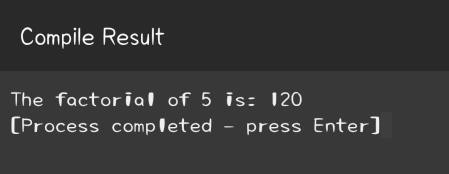 Compile Result
The factorial of 5 is: 120
[Process completed - press Enter]